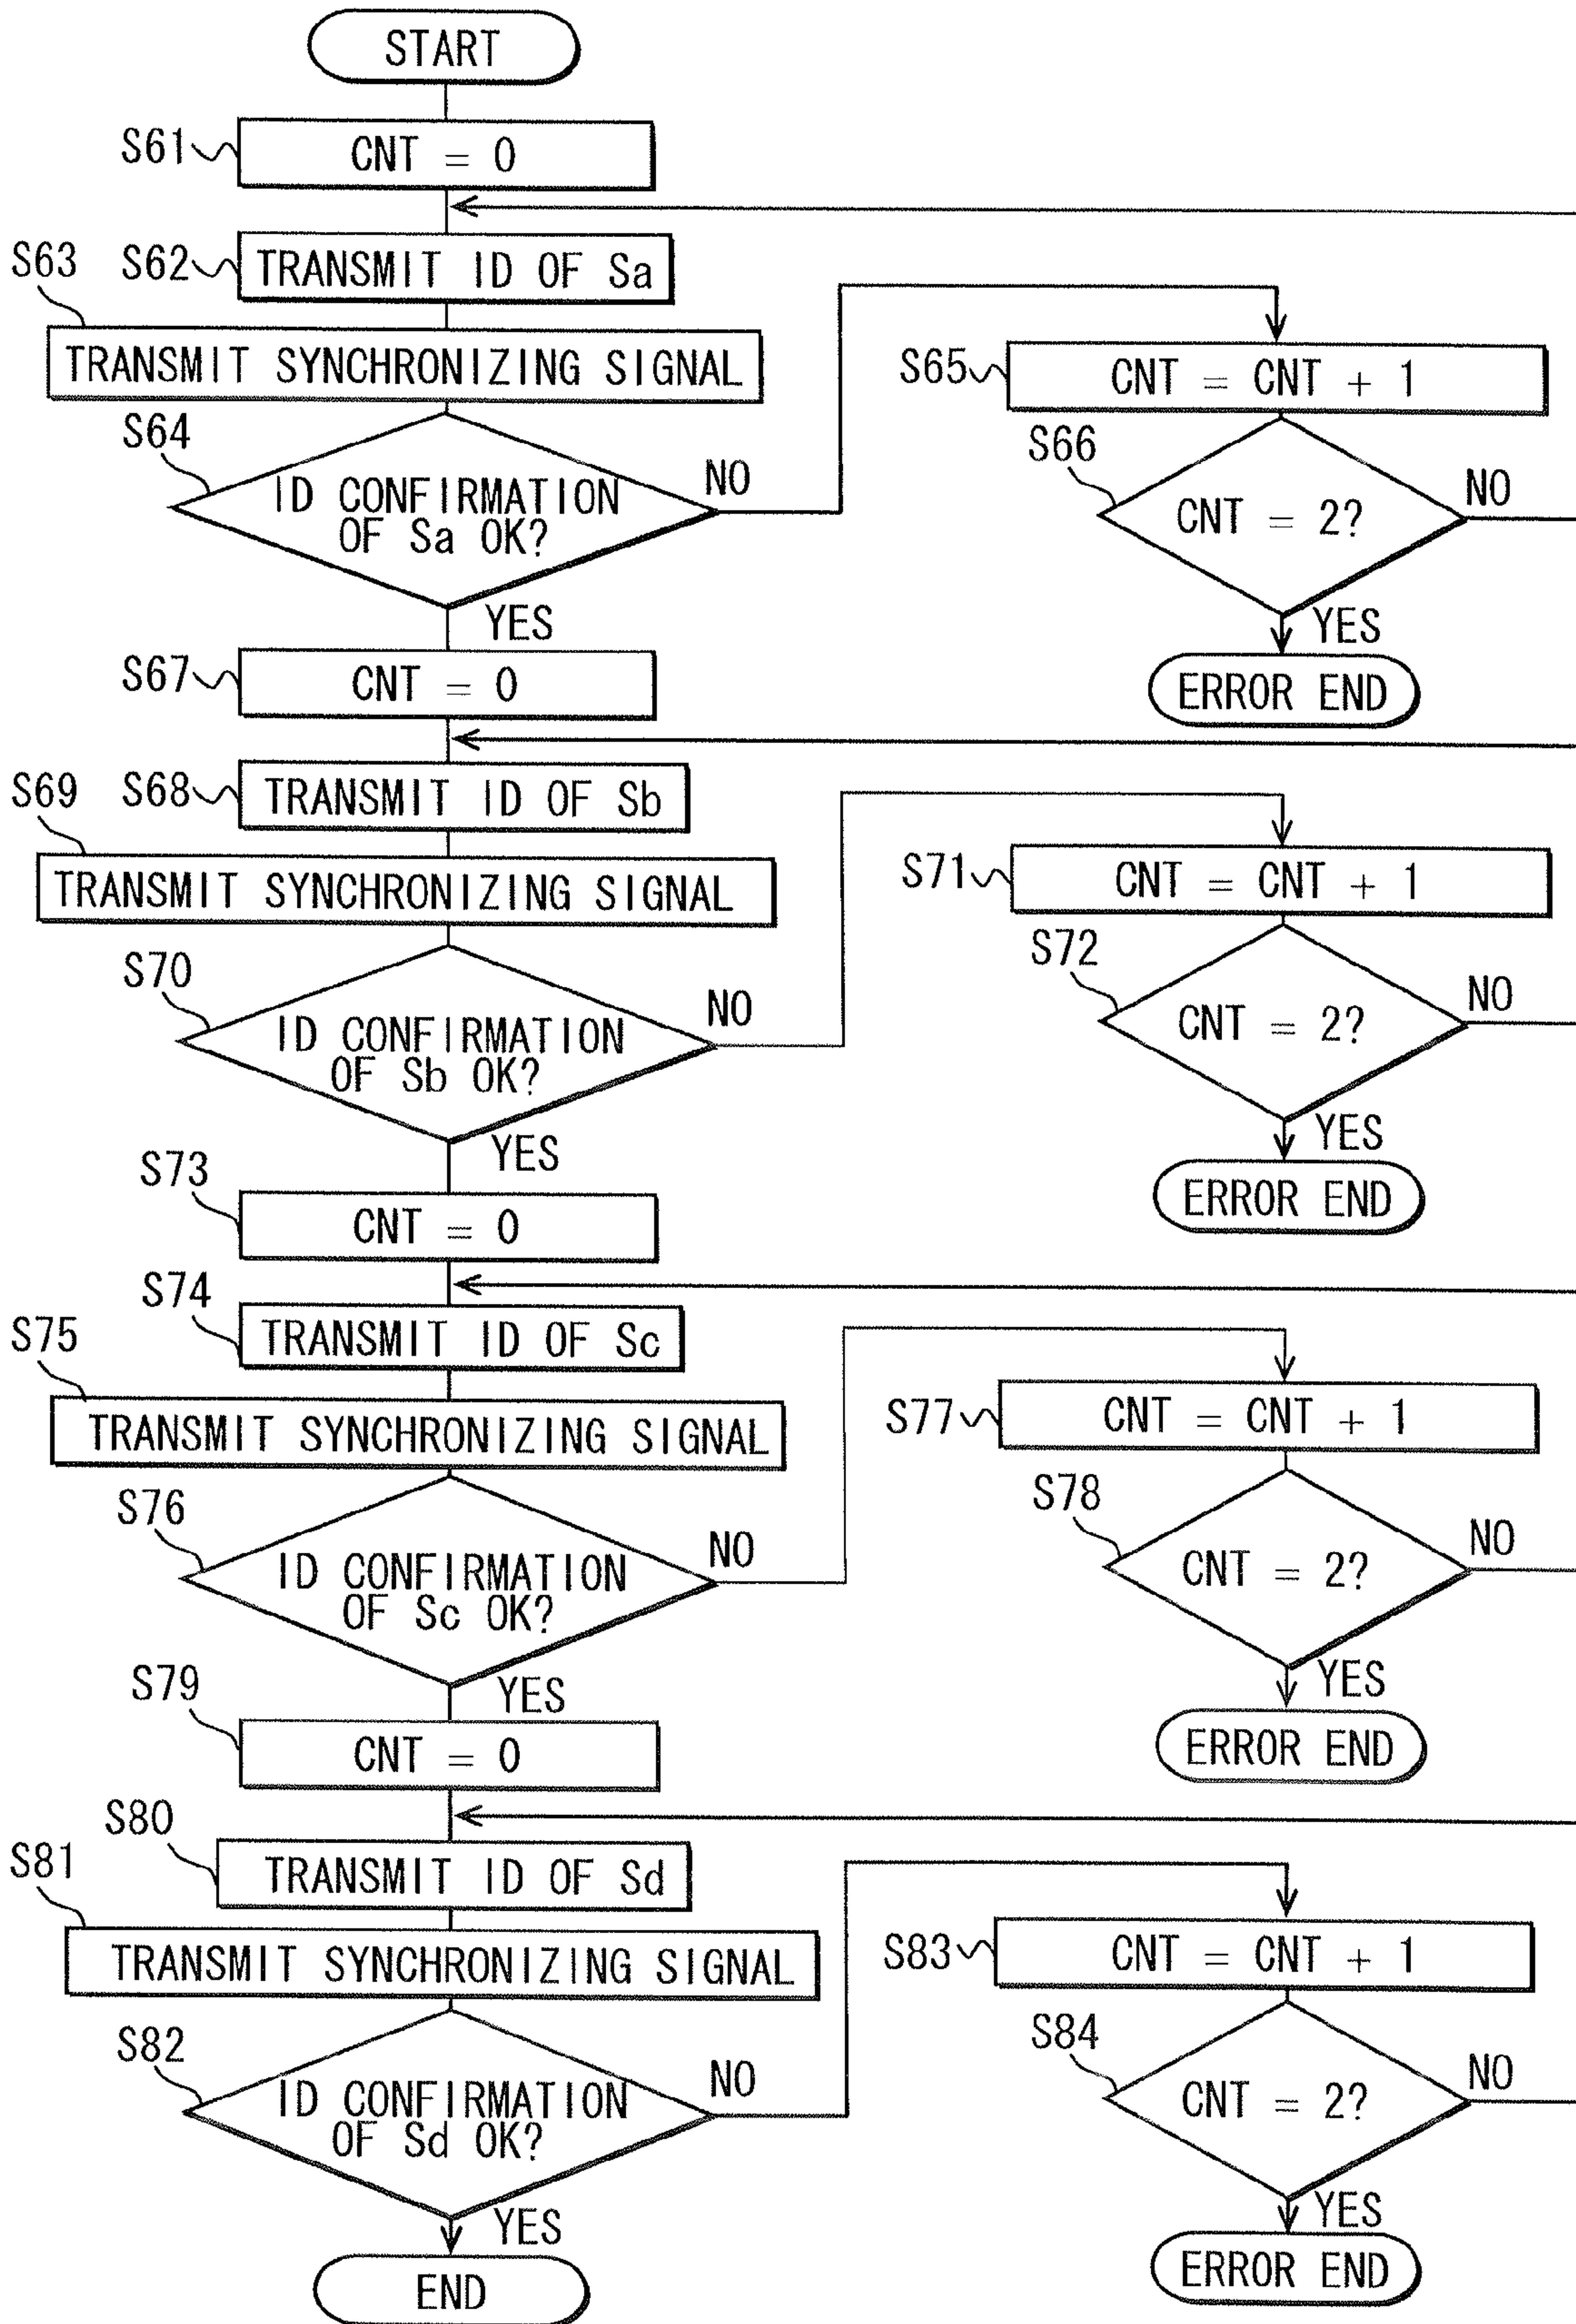 START
S61
CNT = 0
S63
S62
TRANSMIT ID OF Sa
TRANSMIT SYNCHRONIZING SIGNAL
S64
ID CONFIRMATION
OF Sa OK?
NO
YES
S65
CNT = CNT + 1
S66
CNT = 2?
NO
YES
ERROR END
S67
CNT = 0
S69
S68
TRANSMIT ID OF Sb
TRANSMIT SYNCHRONIZING SIGNAL
S70
ID CONFIRMATION
OF Sb OK?
NO
YES
S71
CNT = CNT + 1
S72
CNT = 2?
NO
YES
ERROR END
S73
CNT = 0
S74
TRANSMIT ID OF Sc
S75
TRANSMIT SYNCHRONIZING SIGNAL
S76
ID CONFIRMATION
OF Sc OK?
NO
YES
S77
CNT = CNT + 1
S78
CNT = 2?
NO
YES
ERROR END
S79
CNT = 0
S80
TRANSMIT ID OF Sd
S81
TRANSMIT SYNCHRONIZING SIGNAL
S82
ID CONFIRMATION
OF Sd OK?
NO
YES
END
S83
CNT = CNT + 1
S84
CNT = 2?
NO
YES
ERROR END